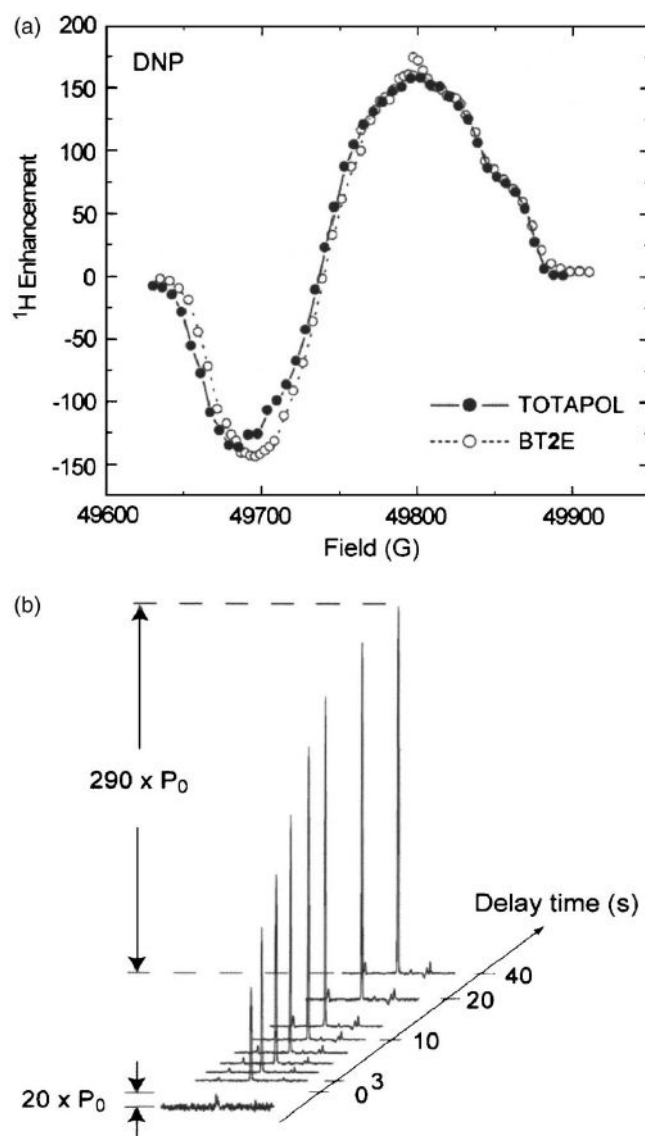 (a)
200
150
100
50
0
-50
-100
-150
¹H Enhancement
DNP
TOTAPOL
BT2E
49600 49700 49800 49900
Field (G)
(b)
290 x P₀
Delay time (s)
40
20
10
3
0
20 x P₀